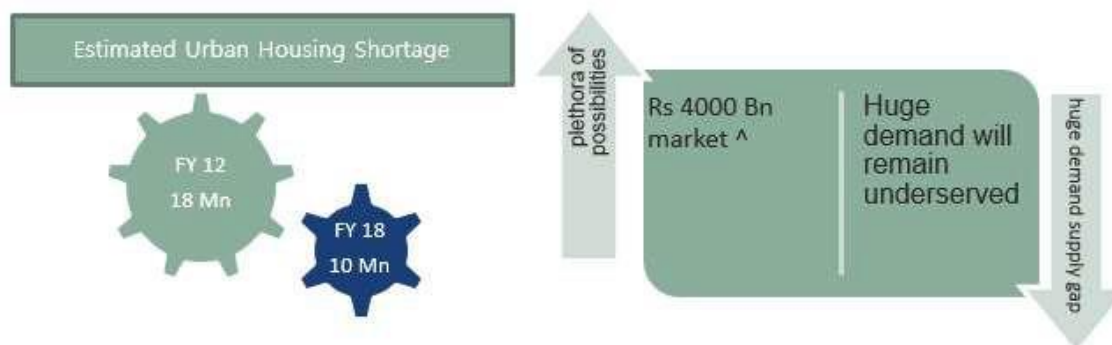 Estimated Urban Housing Shortage
FY 12
18 Mn
FY 18
10 Mn
plethora of
possibilities
Rs 4000 Bn
market ^
Huge
demand will
remain
underserved
huge demand supply gap